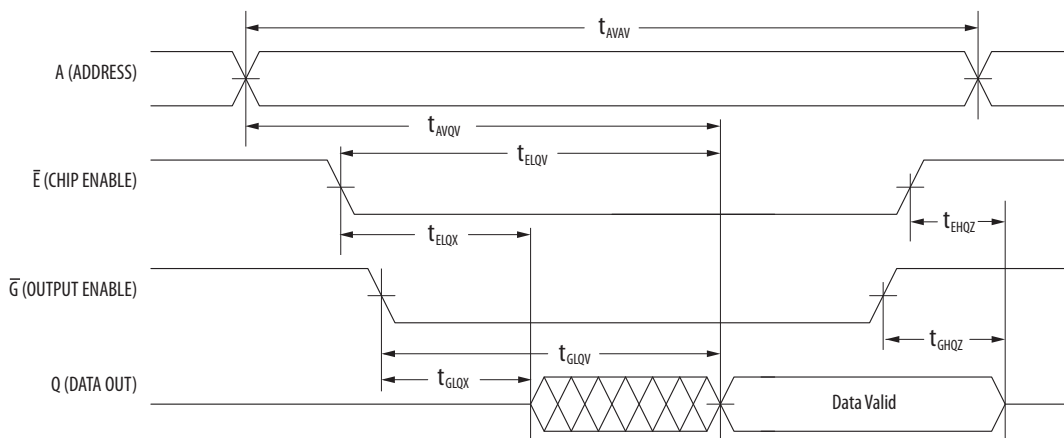 tAVAV
A (ADDRESS)
tAVQV
tELQV
E̅ (CHIP ENABLE)
tELQX
tEHQZ
G̅ (OUTPUT ENABLE)
tGLQV
tGHQZ
tGLQX
Q (DATA OUT)
Data Valid